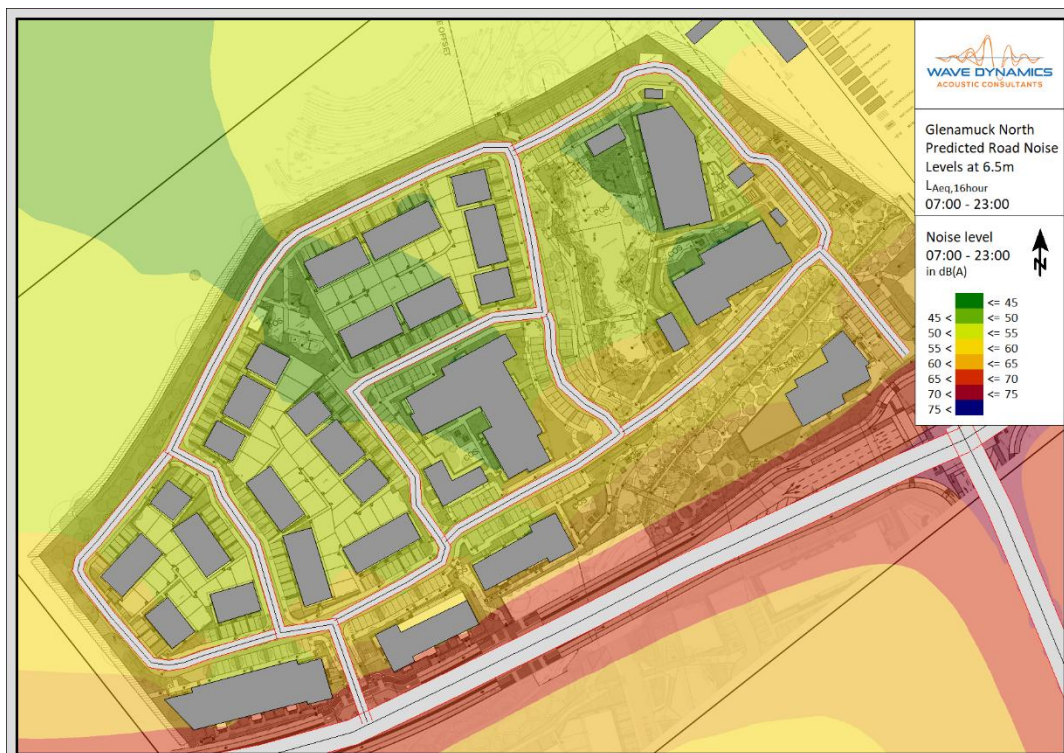 WAVE DYNAMICS
ACOUSTIC CONSULTANTS
Glenamuck North
Predicted Road Noise
Levels at 6.5m
LAeq,16hour
07:00 - 23:00
Noise level
07:00 - 23:00
in dB(A)
N
<= 45
45 < <= 50
50 < <= 55
55 < <= 60
60 < <= 65
65 < <= 70
70 < <= 75
75 <
OFFSET
POS